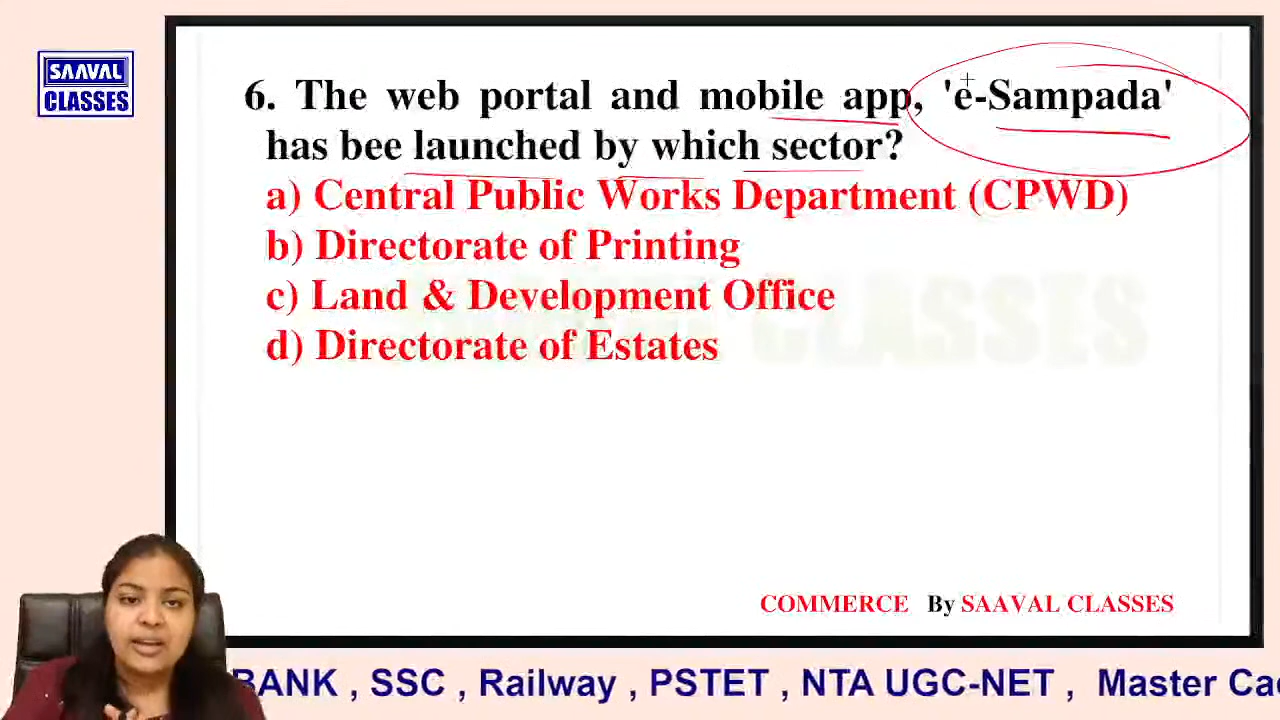 SAAVAL
CLASSES
6. The web portal and mobile app, 'e-Sampada'
has bee launched by which sector?
a) Central Public Works Department (CPWD)
b) Directorate of Printing
c) Land & Development Office
d) Directorate of Estates
CLASSES
COMMERCE By SAAVAL CLASSES
BANK , SSC , Railway , PSTET , NTA UGC-NET , Master Ca